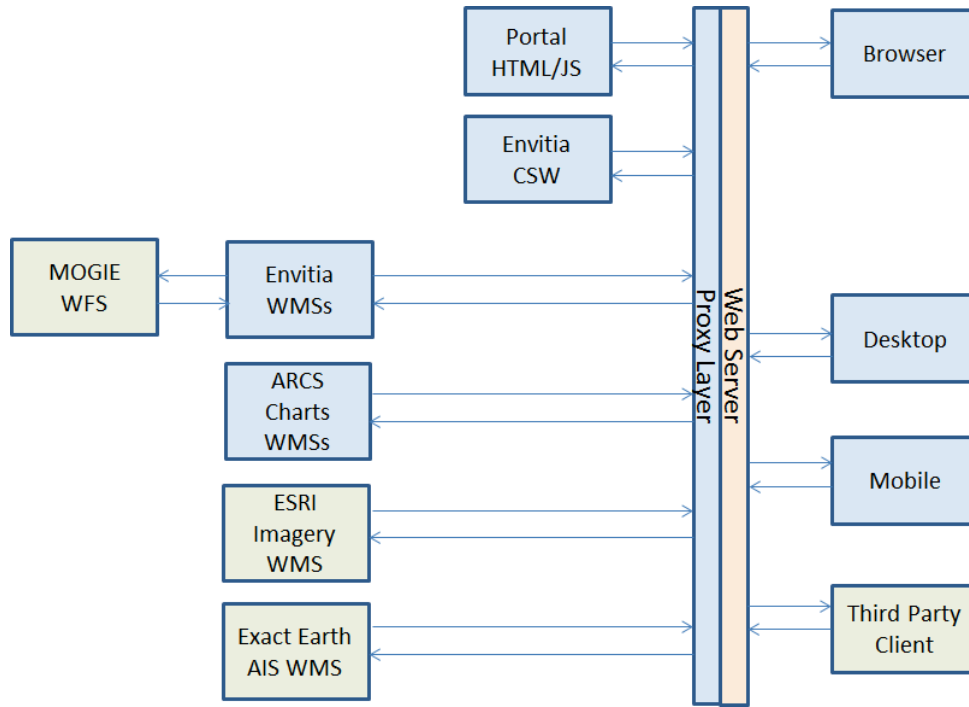 Portal
HTML/JS
Browser
Envitia
CSW
MOGIE
WFS
Envitia
WMSs
Proxy Layer
Web Server
Desktop
ARCS
Charts
WMSs
Mobile
ESRI
Imagery
WMS
Exact Earth
AIS WMS
Third Party
Client